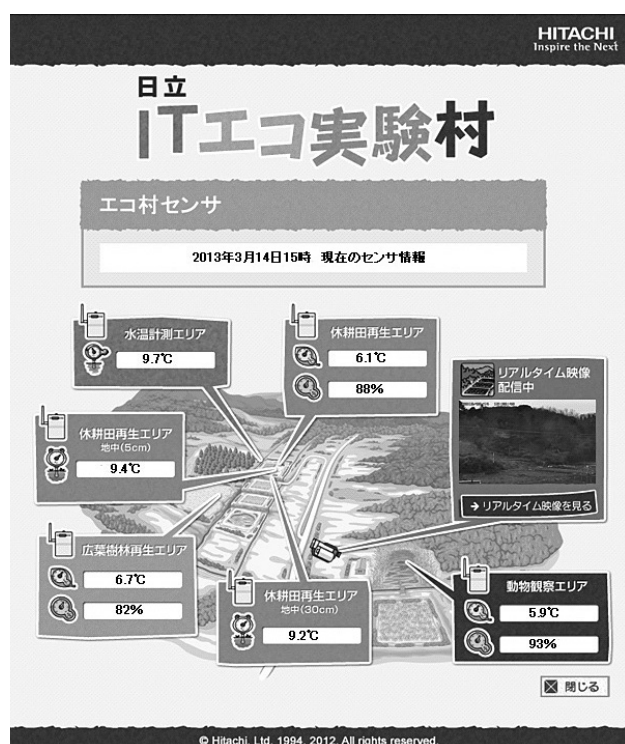 HITACHI
Inspire the Next
日立
ITエコ実験村
エコ村センサ
2013年3月14日15時 現在のセンサ情報
水温計測エリア
9.7℃
休耕田再生エリア
6.1℃
88%
リアルタイム映像
配信中
→リアルタイム映像を見る
休耕田再生エリア
地中(5cm)
9.4℃
広葉樹林再生エリア
6.7℃
82%
休耕田再生エリア
地中(30cm)
9.2℃
動物観察エリア
5.9℃
93%
閉じる
© Hitachi, Ltd. 1994, 2012. All rights reserved.